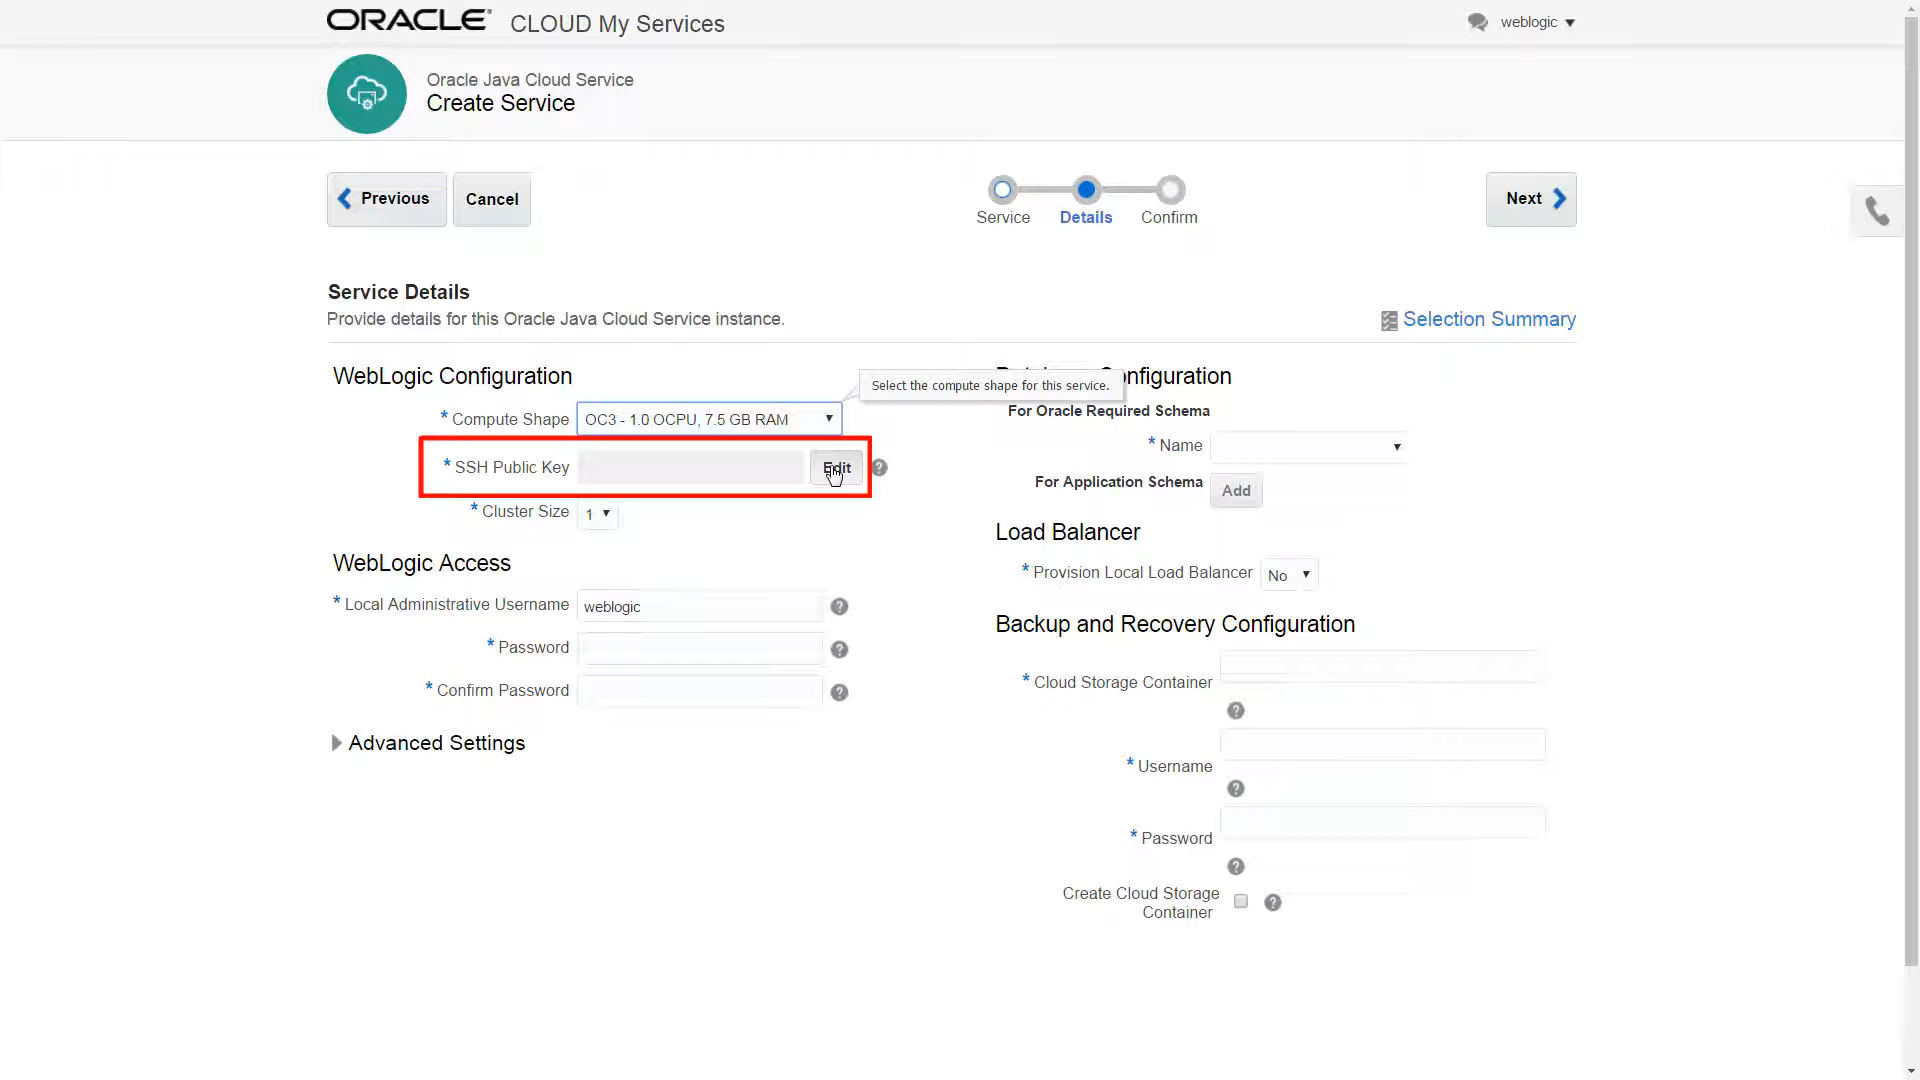 ORACLE® CLOUD My Services
weblogic
Oracle Java Cloud Service
Create Service
Previous
Cancel
Service
Details
Confirm
Next
Service Details
Provide details for this Oracle Java Cloud Service instance.
Selection Summary
WebLogic Configuration
* Compute Shape OC3 - 1.0 OCPU, 7.5 GB RAM
Select the compute shape for this service.
* SSH Public Key Edit ?
* Cluster Size 1
WebLogic Access
* Local Administrative Username weblogic ?
* Password ?
* Confirm Password ?
Advanced Settings
nfiguration
For Oracle Required Schema
* Name
For Application Schema Add
Load Balancer
* Provision Local Load Balancer No
Backup and Recovery Configuration
* Cloud Storage Container
?
* Username
?
* Password
?
Create Cloud Storage
Container ?